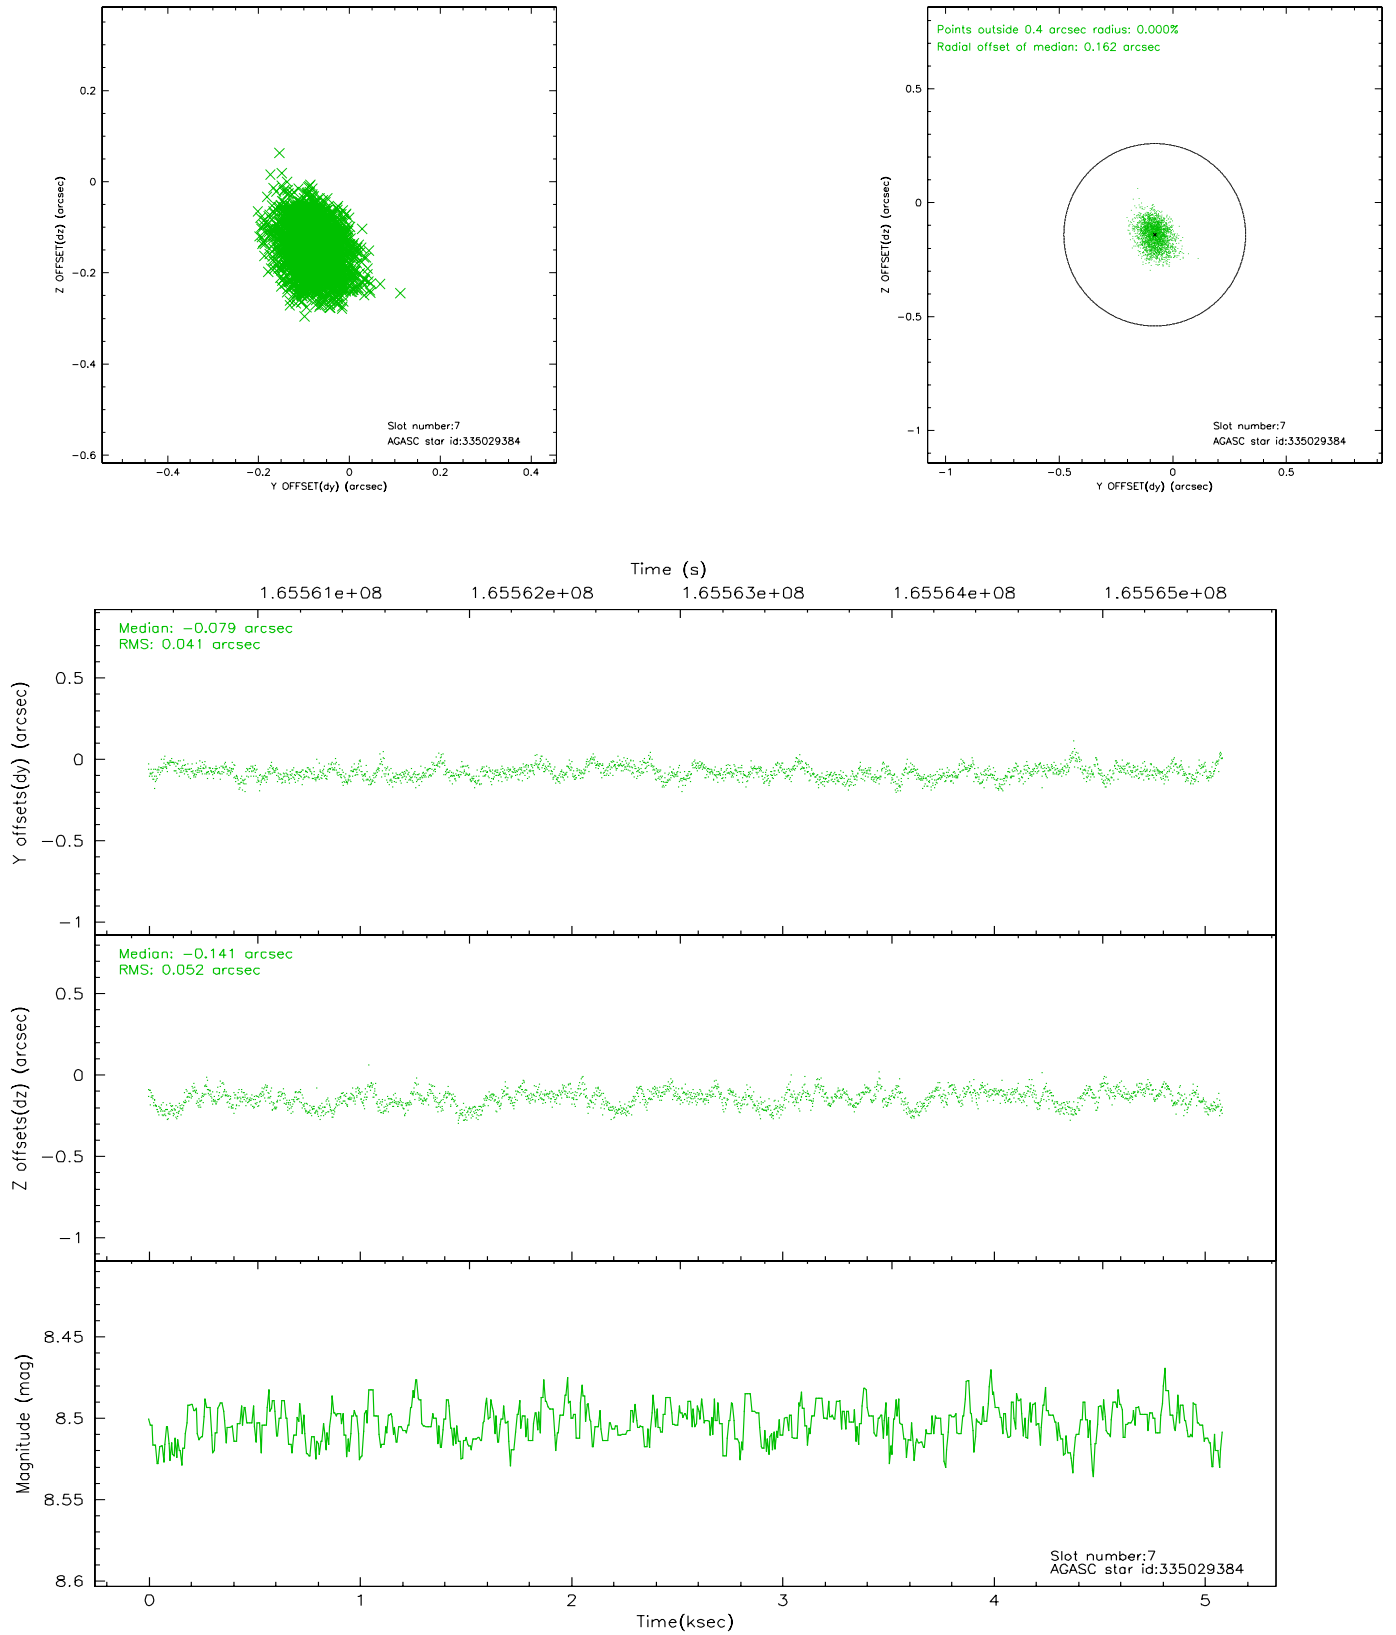 0.2
0
−0.2
−0.4
−0.6
Z OFFSET(dz) (arcsec)
Slot number:7
AGASC star id:335029384
−0.4 −0.2 0 0.2 0.4
Y OFFSET(dy) (arcsec)
Points outside 0.4 arcsec radius: 0.000%
Radial offset of median: 0.162 arcsec
0.5
0
−0.5
−1
Z OFFSET(dz) (arcsec)
Slot number:7
AGASC star id:335029384
−1 −0.5 0 0.5
Y OFFSET(dy) (arcsec)
Time (s)
1.65561e+08 1.65562e+08 1.65563e+08 1.65564e+08 1.65565e+08
Median: −0.079 arcsec
RMS: 0.041 arcsec
0.5
0
−0.5
−1
Y offsets(dy) (arcsec)
Median: −0.141 arcsec
RMS: 0.052 arcsec
0.5
0
−0.5
−1
Z offsets(dz) (arcsec)
8.45
8.5
8.55
8.6
Magnitude (mag)
Slot number:7
AGASC star id:335029384
0 1 2 3 4 5
Time(ksec)